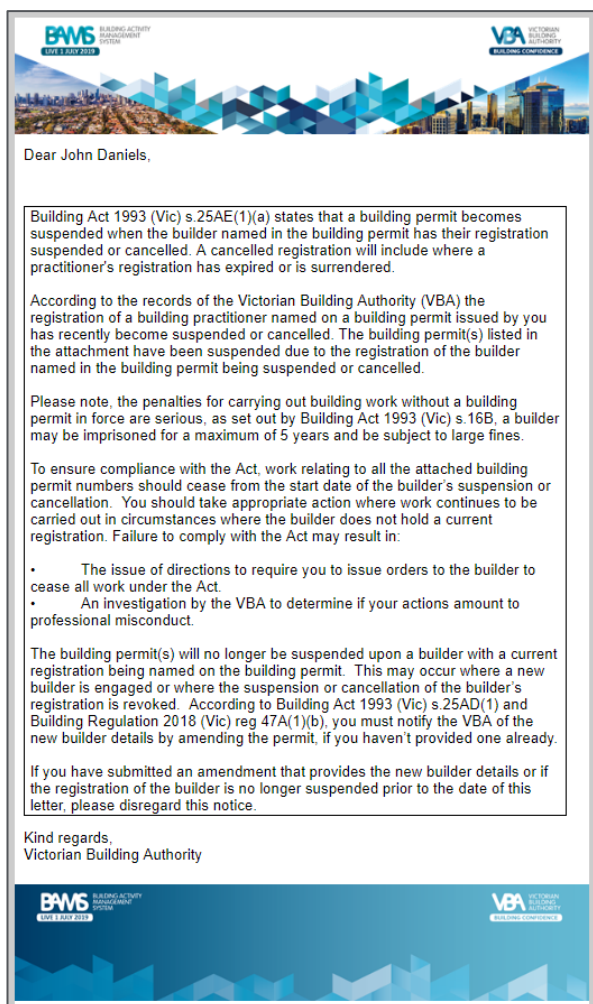 BAMS BUILDING ACTIVITY
MANAGEMENT
SYSTEM
LIVE 1 JULY 2019
VBA VICTORIAN
BUILDING
AUTHORITY
BUILDING CONFIDENCE
Dear John Daniels,
Building Act 1993 (Vic) s.25AE(1)(a) states that a building permit becomes
suspended when the builder named in the building permit has their registration
suspended or cancelled. A cancelled registration will include where a
practitioner's registration has expired or is surrendered.
According to the records of the Victorian Building Authority (VBA) the
registration of a building practitioner named on a building permit issued by you
has recently become suspended or cancelled. The building permit(s) listed in
the attachment have been suspended due to the registration of the builder
named in the building permit being suspended or cancelled.
Please note, the penalties for carrying out building work without a building
permit in force are serious, as set out by Building Act 1993 (Vic) s.16B, a builder
may be imprisoned for a maximum of 5 years and be subject to large fines.
To ensure compliance with the Act, work relating to all the attached building
permit numbers should cease from the start date of the builder's suspension or
cancellation. You should take appropriate action where work continues to be
carried out in circumstances where the builder does not hold a current
registration. Failure to comply with the Act may result in:
• The issue of directions to require you to issue orders to the builder to
cease all work under the Act.
• An investigation by the VBA to determine if your actions amount to
professional misconduct.
The building permit(s) will no longer be suspended upon a builder with a current
registration being named on the building permit. This may occur where a new
builder is engaged or where the suspension or cancellation of the builder's
registration is revoked. According to Building Act 1993 (Vic) s.25AD(1) and
Building Regulation 2018 (Vic) reg 47A(1)(b), you must notify the VBA of the
new builder details by amending the permit, if you haven't provided one already.
If you have submitted an amendment that provides the new builder details or if
the registration of the builder is no longer suspended prior to the date of this
letter, please disregard this notice.
Kind regards,
Victorian Building Authority
BAMS BUILDING ACTIVITY
MANAGEMENT
SYSTEM
LIVE 1 JULY 2019
VBA VICTORIAN
BUILDING
AUTHORITY
BUILDING CONFIDENCE